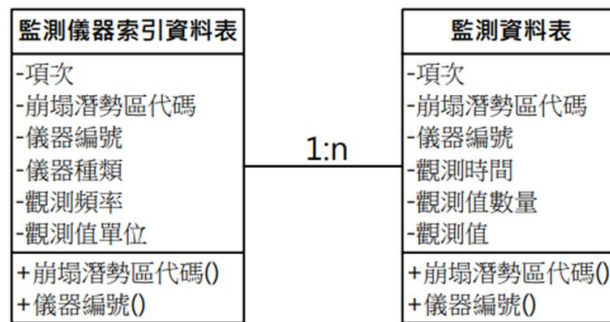 監測儀器索引資料表
-項次
-崩塌潛勢區代碼
-儀器編號
-儀器種類
-觀測頻率
-觀測值單位
+崩塌潛勢區代碼()
+儀器編號()
1:n
監測資料表
-項次
-崩塌潛勢區代碼
-儀器編號
-觀測時間
-觀測值數量
-觀測值
+崩塌潛勢區代碼()
+儀器編號()